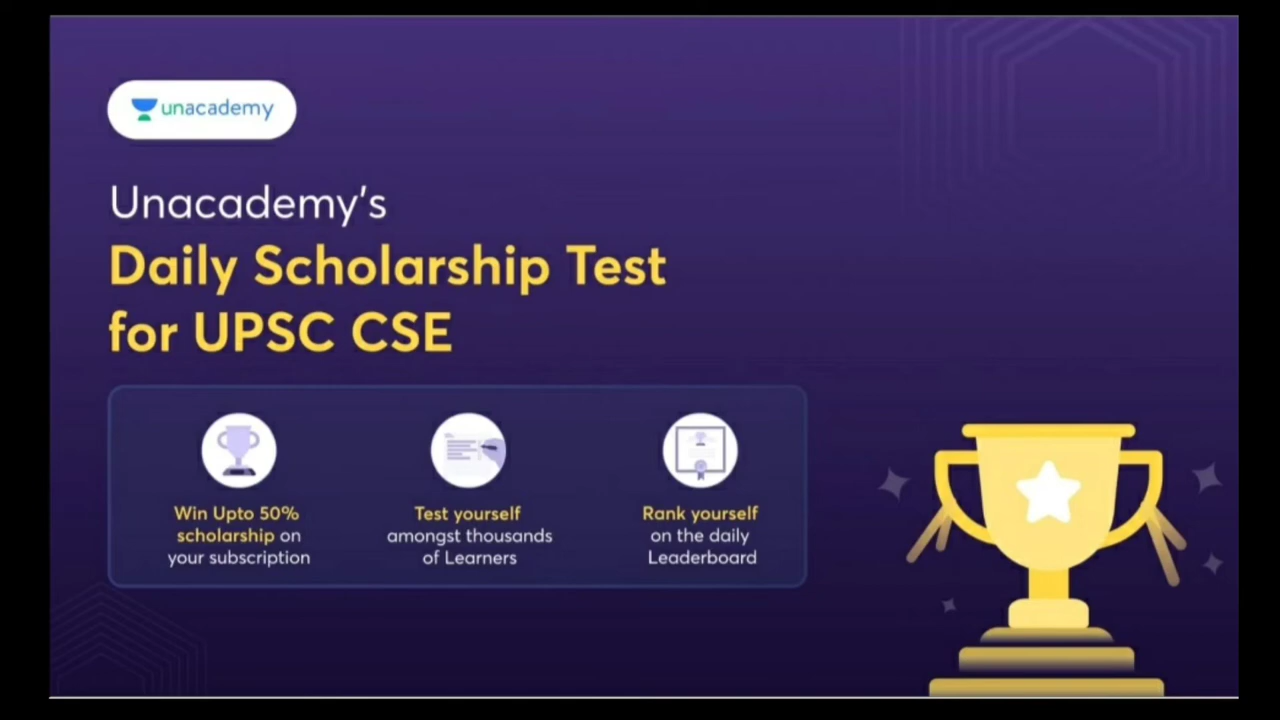 unacademy
Unacademy's
Daily Scholarship Test
for UPSC CSE
Win Upto 50%
scholarship on
your subscription
Test yourself
amongst thousands
of Learners
Rank yourself
on the daily
Leaderboard